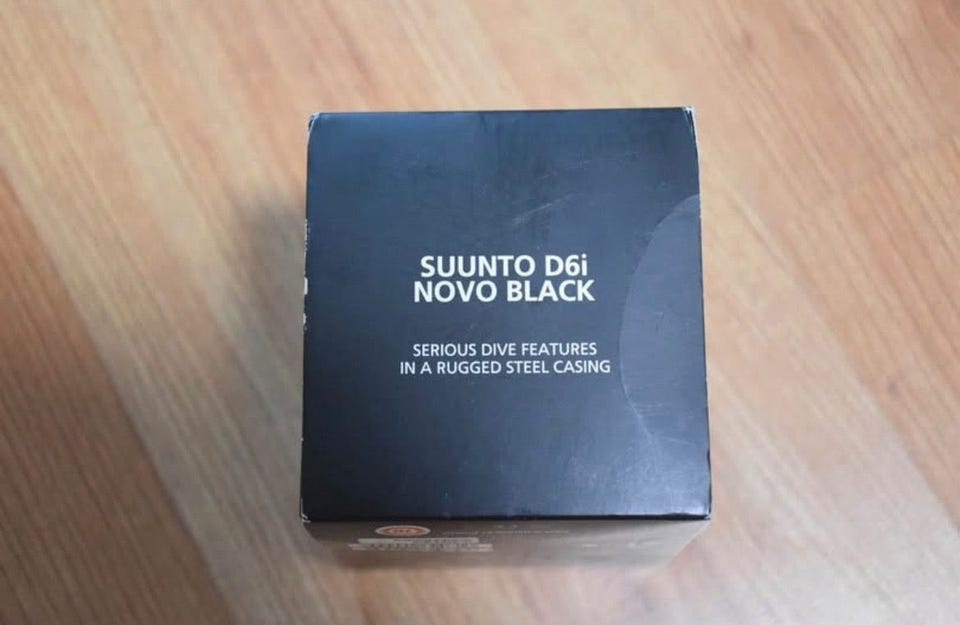 SUUNTO D6i
NOVO BLACK
SERIOUS DIVE FEATURES
IN A RUGGED STEEL CASING